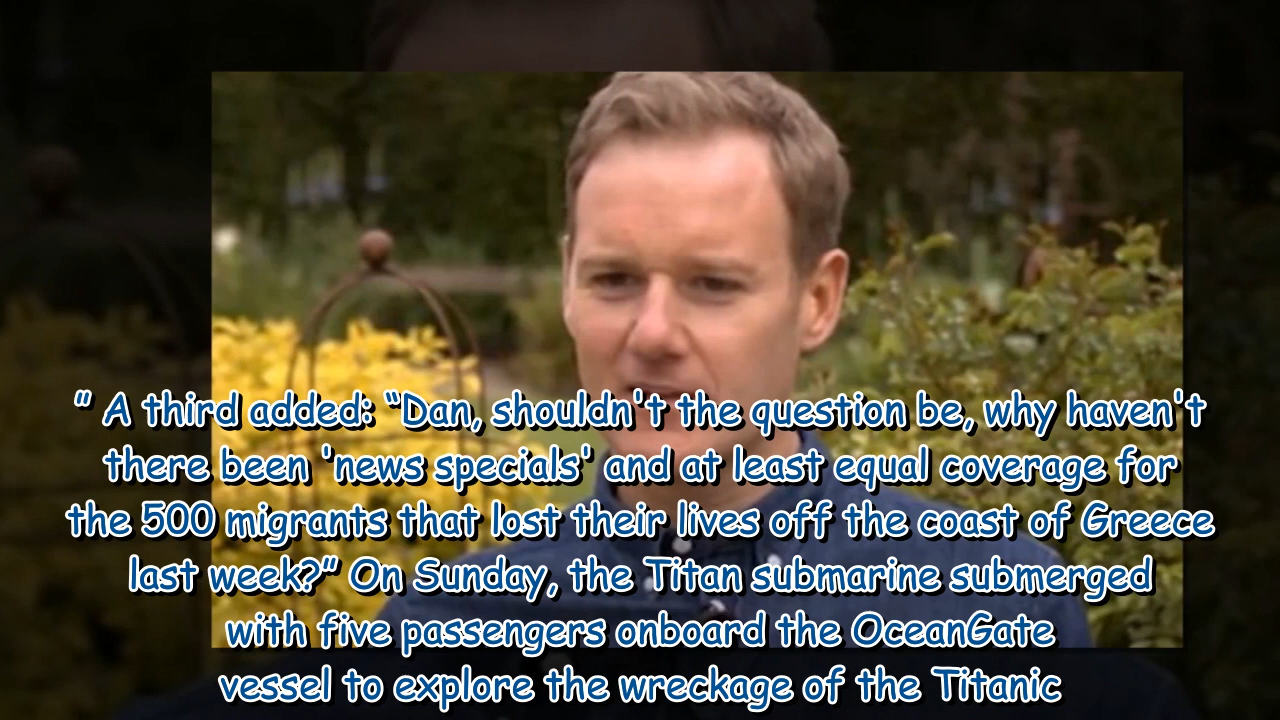 ” A third added: “Dan, shouldn't the question be, why haven't
there been 'news specials' and at least equal coverage for
the 500 migrants that lost their lives off the coast of Greece
last week?” On Sunday, the Titan submarine submerged
with five passengers onboard the OceanGate
vessel to explore the wreckage of the Titanic